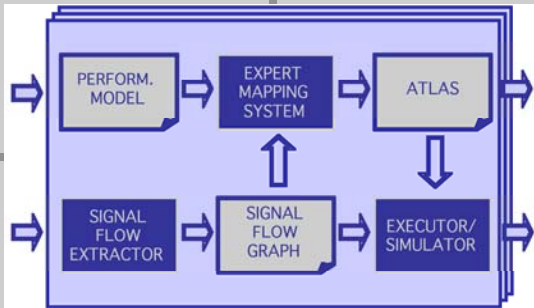 PERFORM.
MODEL
EXPERT
MAPPING
SYSTEM
ATLAS
SIGNAL
FLOW
EXTRACTOR
SIGNAL
FLOW
GRAPH
EXECUTOR/
SIMULATOR